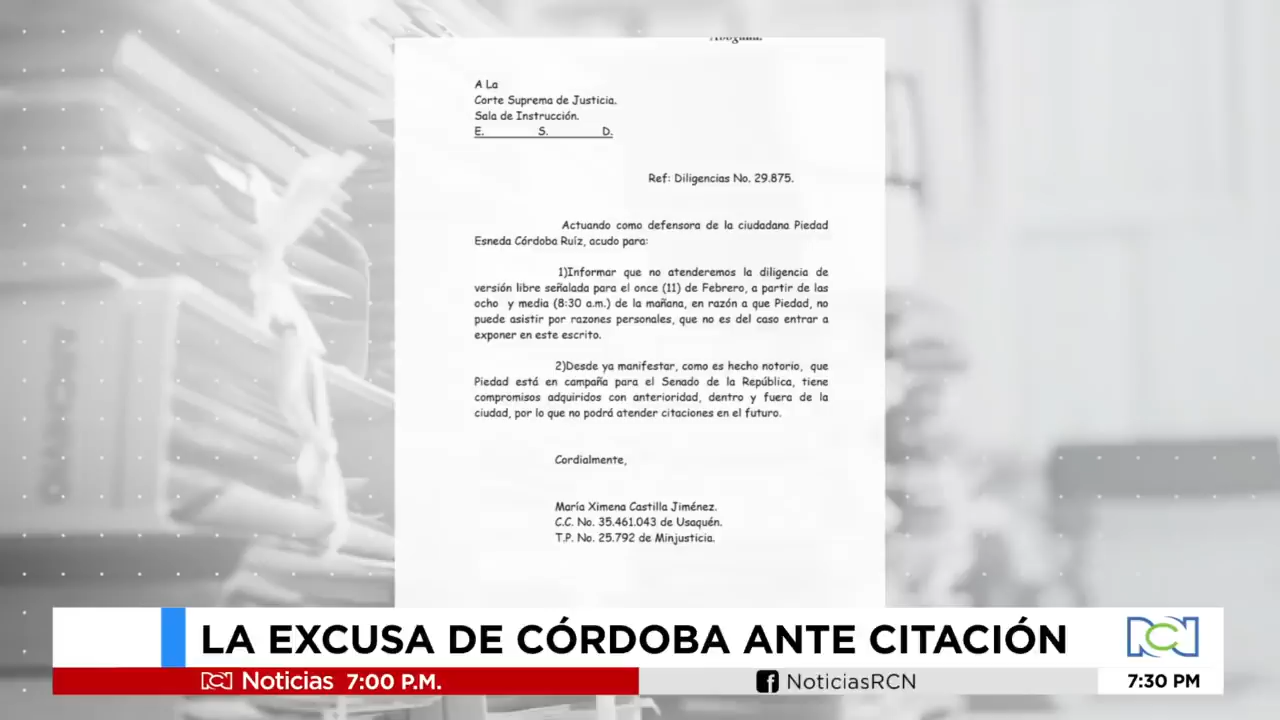 Abogada.
A La
Corte Suprema de Justicia.
Sala de Instrucción.
E. S. D.
Ref: Diligencias No. 29.875.
Actuando como defensora de la ciudadana Piedad
Esneda Córdoba Ruíz, acudo para:
1)Informar que no atenderemos la diligencia de
versión libre señalada para el once (11) de Febrero, a partir de las
ocho y media (8:30 a.m.) de la mañana, en razón a que Piedad, no
puede asistir por razones personales, que no es del caso entrar a
exponer en este escrito.
2)Desde ya manifestar, como es hecho notorio, que
Piedad está en campaña para el Senado de la República, tiene
compromisos adquiridos con anterioridad, dentro y fuera de la
ciudad, por lo que no podrá atender citaciones en el futuro.
Cordialmente,
María Ximena Castilla Jiménez.
C.C. No. 35.461.043 de Usaquén.
T.P. No. 25.792 de Minjusticia.
LA EXCUSA DE CÓRDOBA ANTE CITACIÓN
RCN
RCN Noticias 7:00 P.M.
NoticiasRCN
7:30 PM